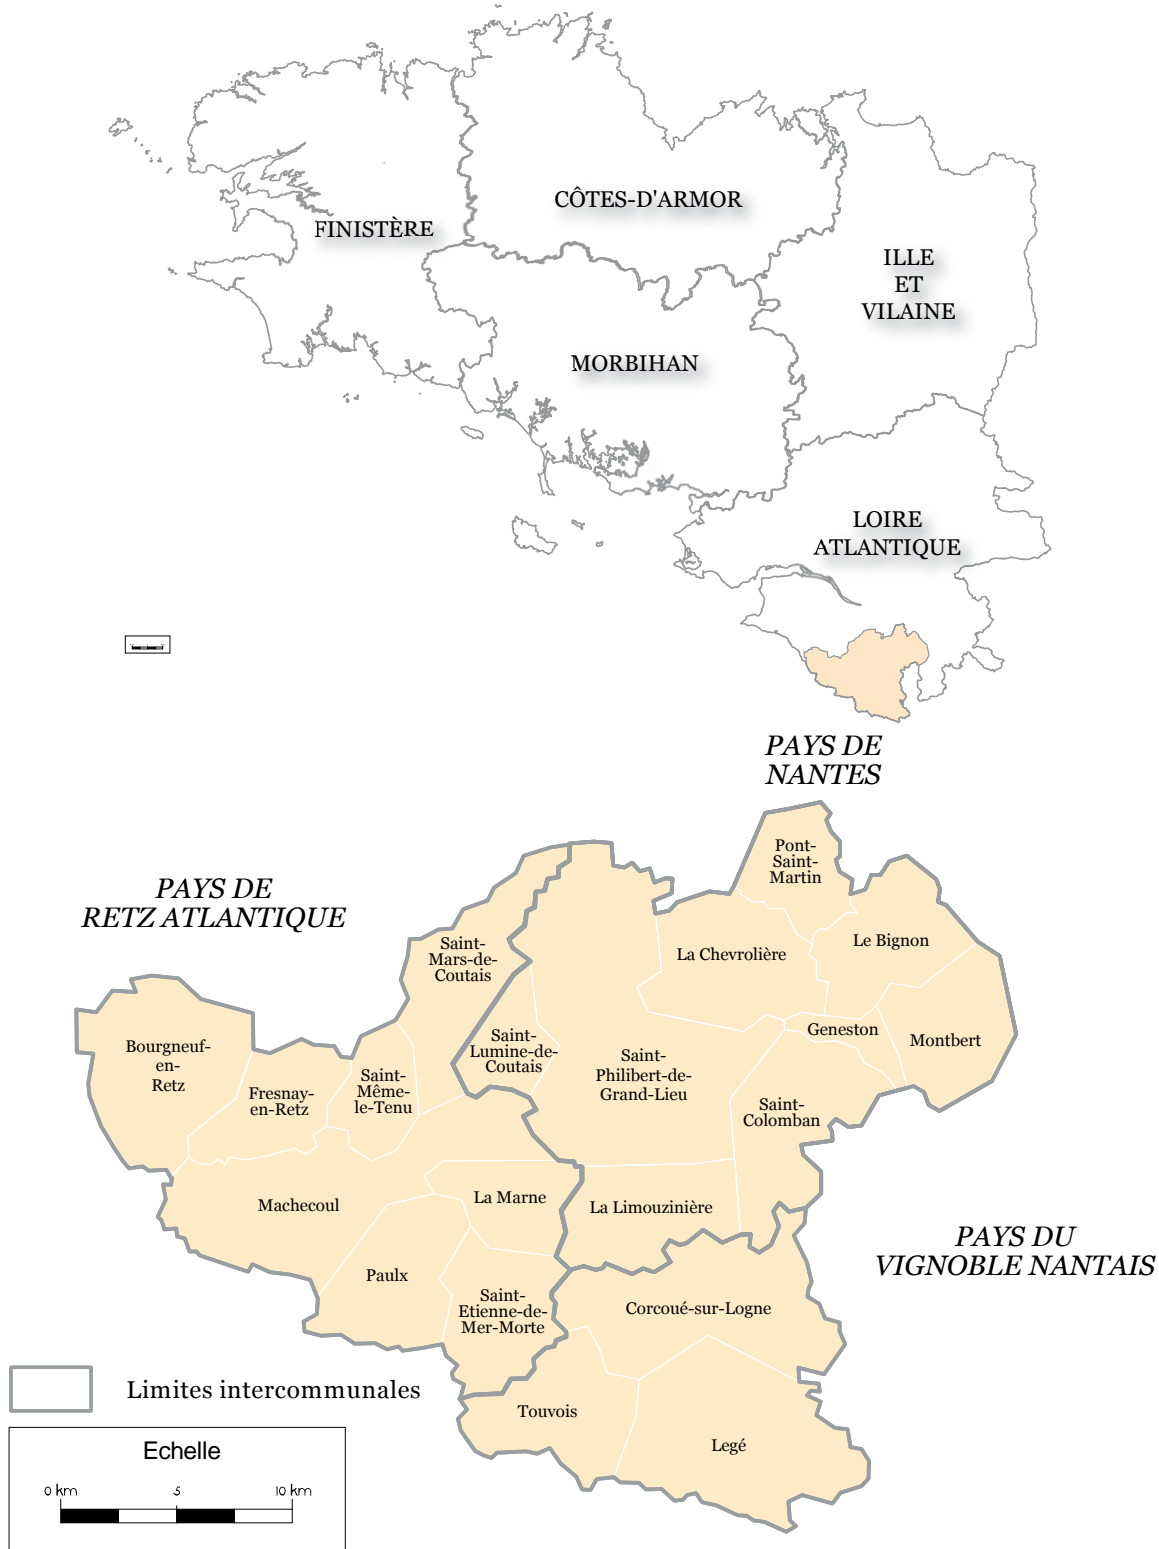 CÔTES-D'ARMOR
FINISTÈRE
ILLE
ET
VILAINE
MORBIHAN
LOIRE
ATLANTIQUE
PAYS DE
NANTES
PAYS DE
RETZ ATLANTIQUE
Pont-
Saint-
Martin
Le Bignon
La Chevrolière
Saint-
Mars-de-
Coutais
Geneston
Montbert
Saint-
Lumine-de-
Coutais
Saint-
Philibert-de-
Grand-Lieu
Bourgneuf-
en-
Retz
Fresnay-
en-Retz
Saint-
Même-
le-Tenu
Saint-
Colomban
Machecoul
La Marne
La Limouzinière
PAYS DU
VIGNOBLE NANTAIS
Paulx
Saint-
Etienne-de-
Mer-Morte
Corcoué-sur-Logne
Touvois
Legé
Limites intercommunales
Echelle
0 km 5 10 km